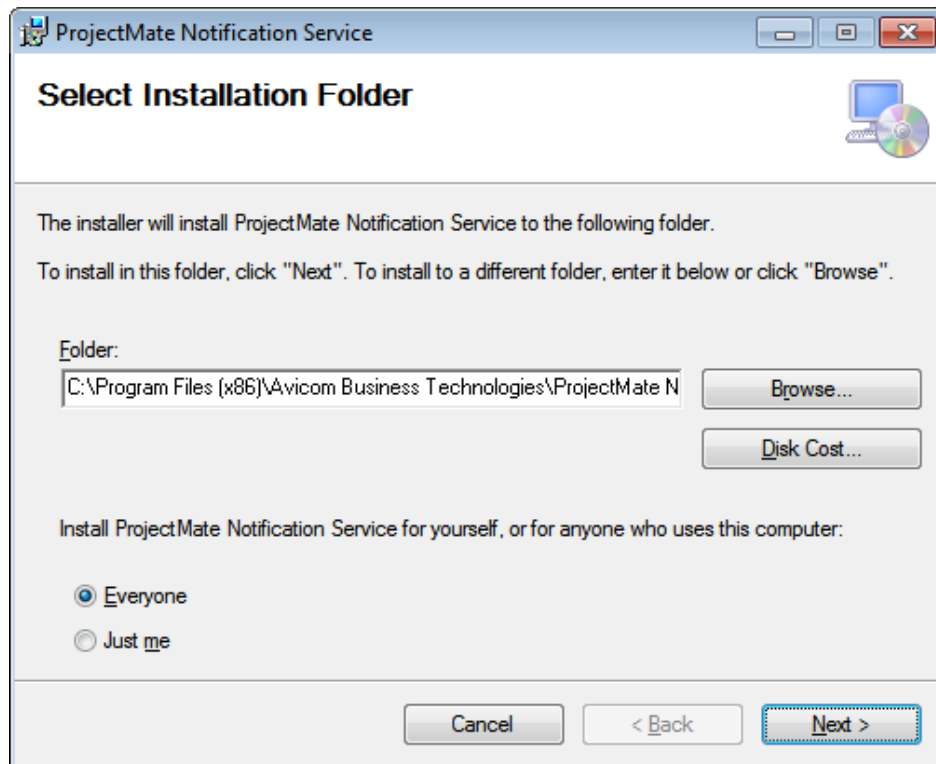 ProjectMate Notification Service
Select Installation Folder
The installer will install ProjectMate Notification Service to the following folder.
To install in this folder, click "Next". To install to a different folder, enter it below or click "Browse".
Folder:
C:\Program Files (x86)\Avicom Business Technologies\ProjectMate N
Browse...
Disk Cost...
Install ProjectMate Notification Service for yourself, or for anyone who uses this computer:
Everyone
Just me
Cancel
< Back
Next >